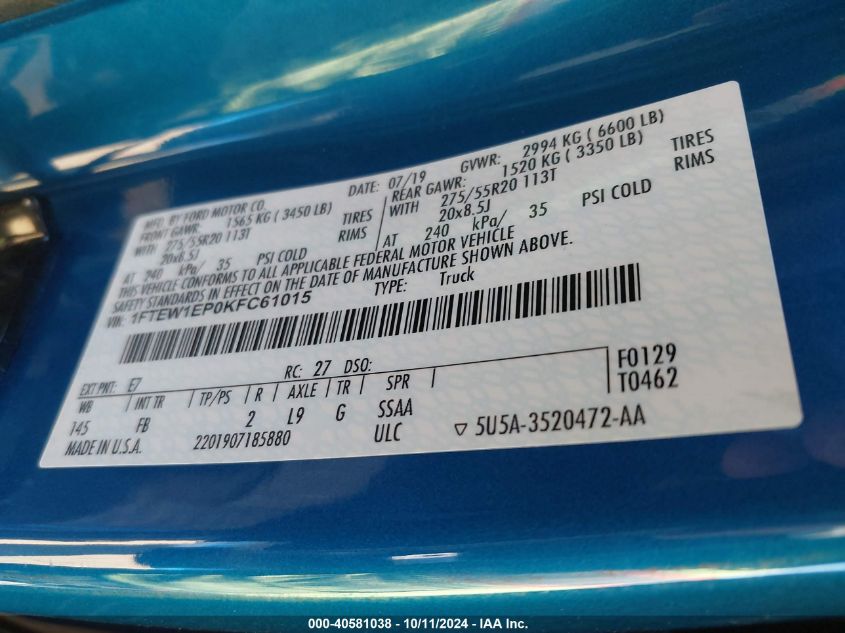 MFD. BY FORD MOTOR CO. DATE: 07/19 GVWR: 2994 KG ( 6600 LB)
FRONT GAWR: 1565 KG ( 3450 LB) REAR GAWR: 1520 KG ( 3350 LB)
WITH 275/55R20 113T TIRES WITH 275/55R20 113T TIRES
20x8.5J RIMS 20x8.5J RIMS
AT 240 kPa/ 35 PSI COLD AT 240 kPa/ 35 PSI COLD
THIS VEHICLE CONFORMS TO ALL APPLICABLE FEDERAL MOTOR VEHICLE
SAFETY STANDARDS IN EFFECT ON THE DATE OF MANUFACTURE SHOWN ABOVE.
VIN: 1FTEW1EP0KFC61015 TYPE: Truck
EXT PNT: E7 RC: 27 DSO: F0129
WB INT TR TP/PS R AXLE TR SPR T0462
145 FB 2 L9 G SSAA
MADE IN U.S.A. 2201907185880 ULC ▽ 5U5A-3520472-AA
000-40581038 - 10/11/2024 - IAA Inc.